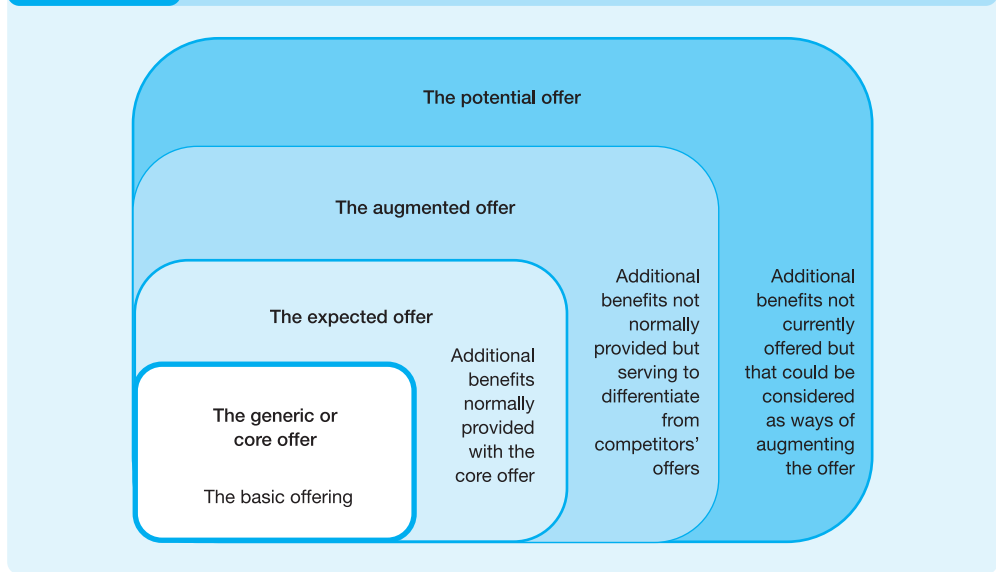 The potential offer
The augmented offer
The expected offer
The generic or
core offer
The basic offering
Additional
benefits
normally
provided
with the
core offer
Additional
benefits not
normally
provided but
serving to
differentiate
from
competitors’
offers
Additional
benefits not
currently
offered but
that could be
considered
as ways of
augmenting
the offer